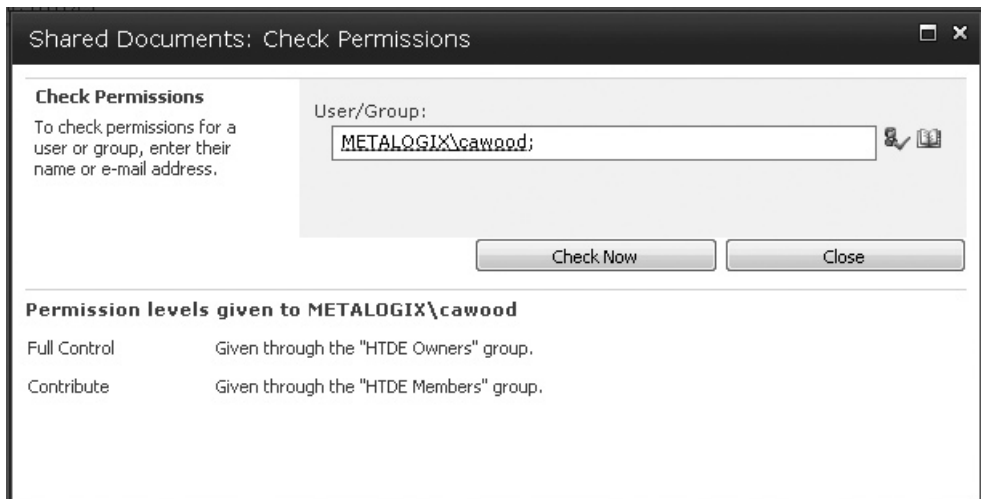 Shared Documents: Check Permissions
Check Permissions
To check permissions for a
user or group, enter their
name or e-mail address.
User/Group:
METALOGIX\cawood;
Check Now
Close
Permission levels given to METALOGIX\cawood
Full Control Given through the "HTDE Owners" group.
Contribute Given through the "HTDE Members" group.